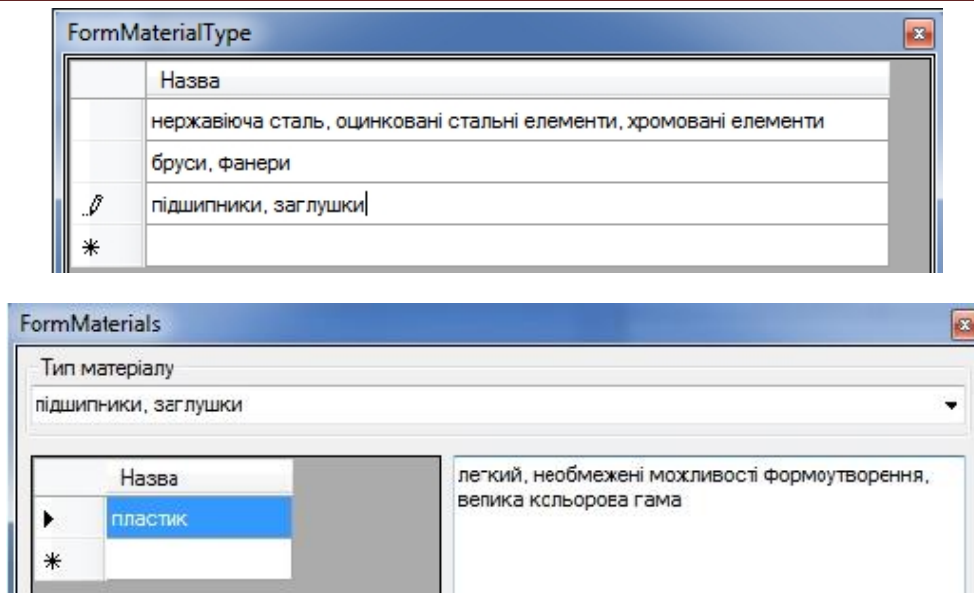 FormMaterialType
Назва
нержавіюча сталь, оцинковані стальні елементи, хромовані елементи
бруси, фанери
підшипники, заглушки
FormMaterials
Тип матеріалу
підшипники, заглушки
Назва
пластик
легкий, необмежені можливості формоутворення,
велика кольорова гама